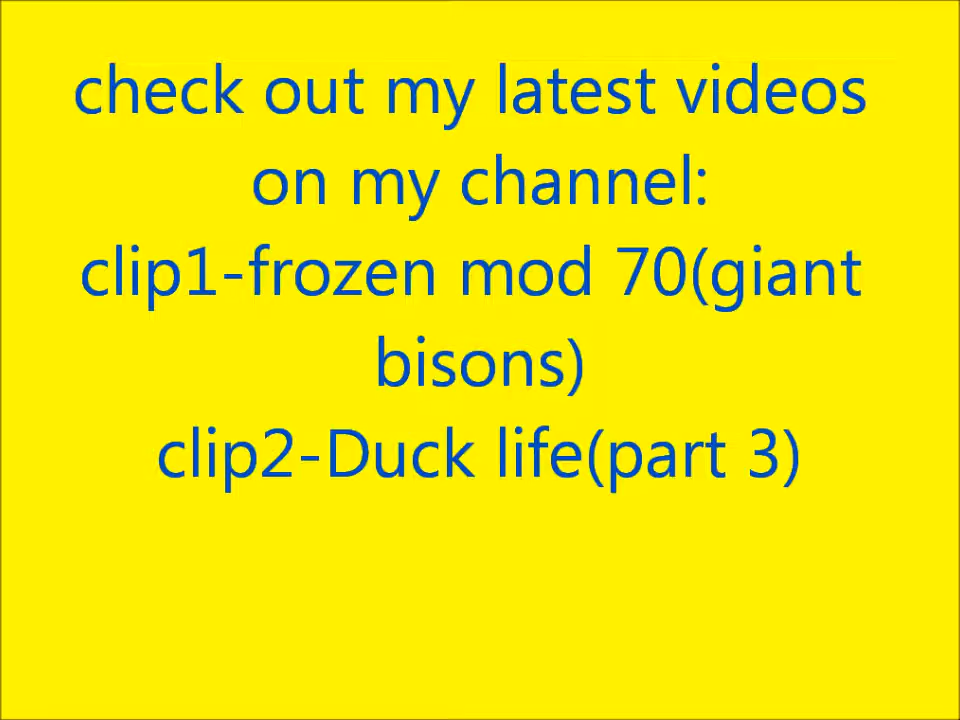 check out my latest videos
on my channel:
clip1-frozen mod 70(giant
bisons)
clip2-Duck life(part 3)